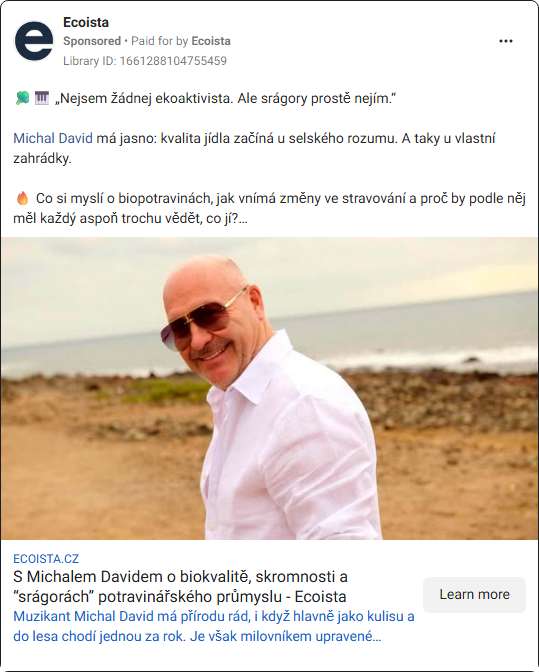 Ecoista
Sponsored • Paid for by Ecoista
Library ID: 1661288104755459
🍀 🎹 „Nejsem žádnej ekoaktivista. Ale srágory prostě nejím.“
Michal David má jasno: kvalita jídla začíná u selského rozumu. A taky u vlastní
zahrádky.
🔥 Co si myslí o biopotravinách, jak vnímá změny ve stravování a proč by podle něj
měl každý aspoň trochu vědět, co jí?...
ECOISTA.CZ
S Michalem Davidem o biokvalitě, skromnosti a
“srágorách” potravinářského průmyslu - Ecoista
Learn more
Muzikant Michal David má přírodu rád, i když hlavně jako kulisu a
do lesa chodí jednou za rok. Je však milovníkem upravené...